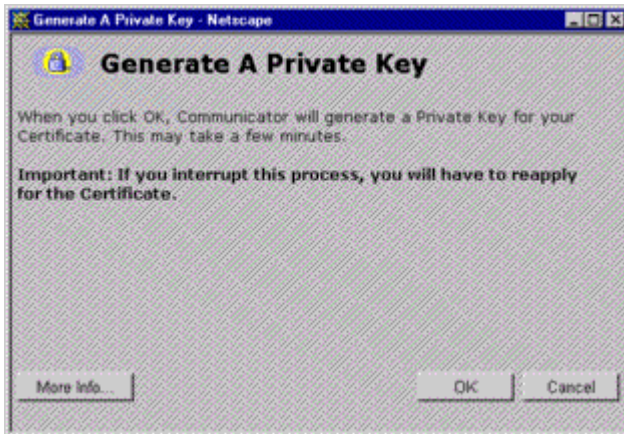 Generate A Private Key - Netscape
Generate A Private Key
When you click OK, Communicator will generate a Private Key for your
Certificate. This may take a few minutes.
Important: If you interrupt this process, you will have to reapply
for the Certificate.
More Info... OK Cancel